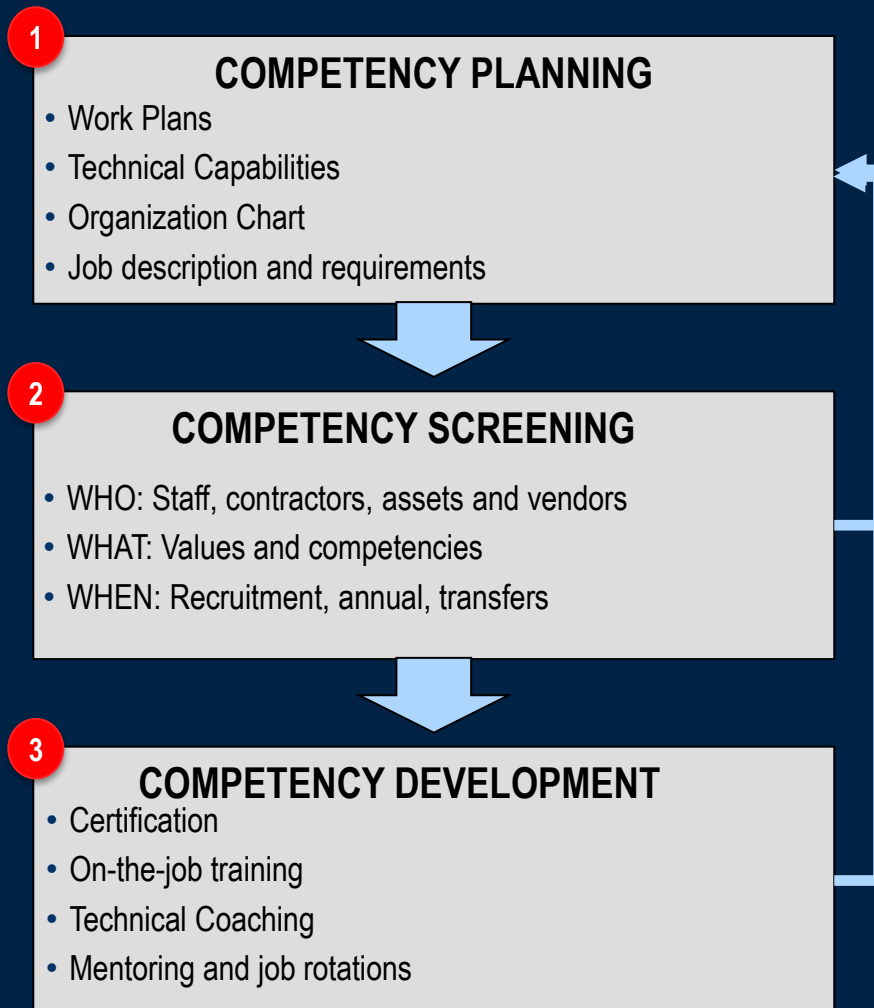 1
COMPETENCY PLANNING
• Work Plans
• Technical Capabilities
• Organization Chart
• Job description and requirements
2
COMPETENCY SCREENING
• WHO: Staff, contractors, assets and vendors
• WHAT: Values and competencies
• WHEN: Recruitment, annual, transfers
3
COMPETENCY DEVELOPMENT
• Certification
• On-the-job training
• Technical Coaching
• Mentoring and job rotations